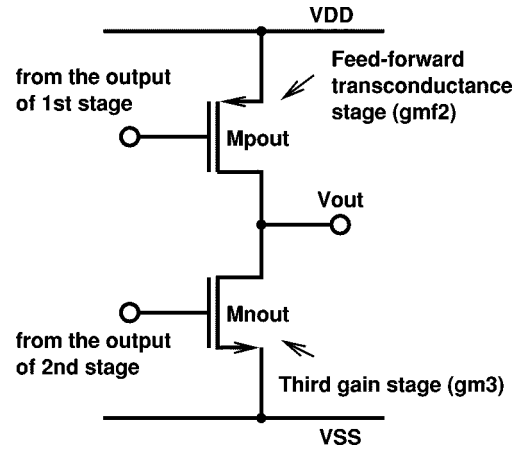 VDD
from the output
of 1st stage
Feed-forward
transconductance
stage (gmf2)
Mpout
Vout
Mnout
from the output
of 2nd stage
Third gain stage (gm3)
VSS